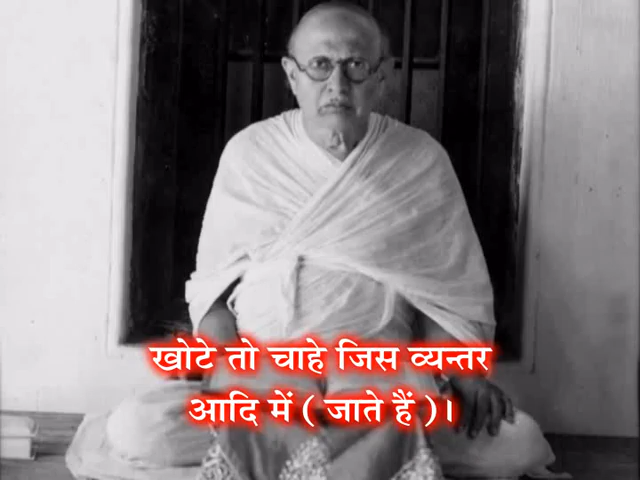 खोटे तो चाहे जिस व्यन्तर
आदि में ( जाते हैं )।